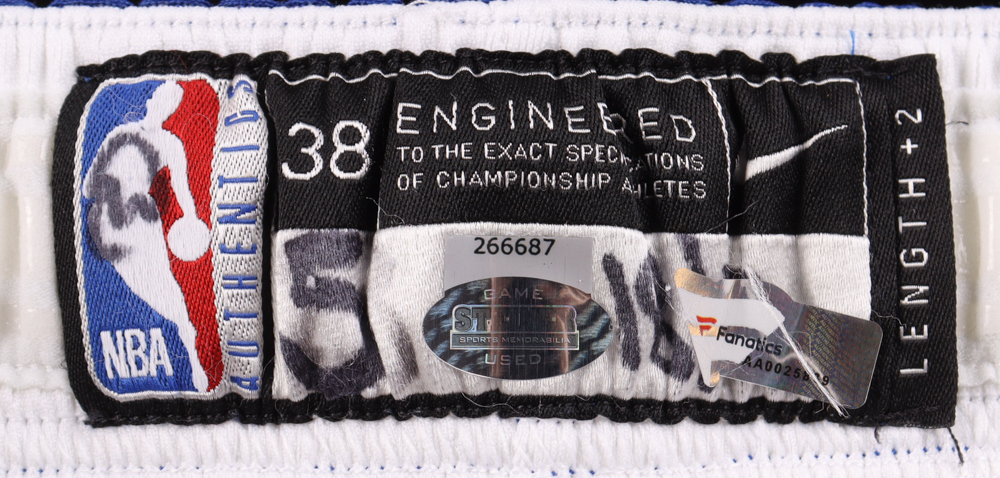 NBA
AUTHENTICS
38
ENGINEERED
TO THE EXACT SPECIFICATIONS
OF CHAMPIONSHIP ATHLETES
LENGTH + 2
266687
GAME
SPORTS MEMORABILIA
USED
Fanatics